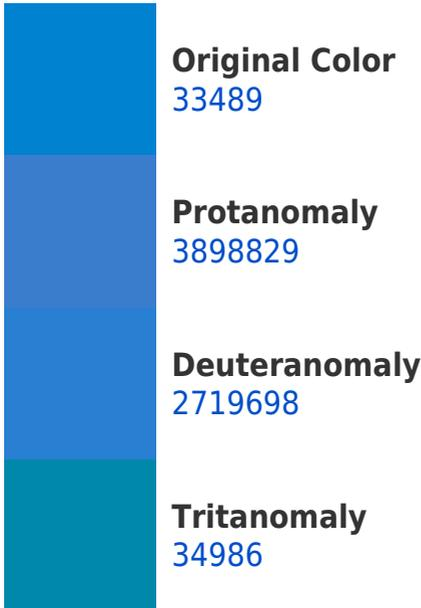 Original Color
33489
Protanomaly
3898829
Deuteranomaly
2719698
Tritanomaly
34986